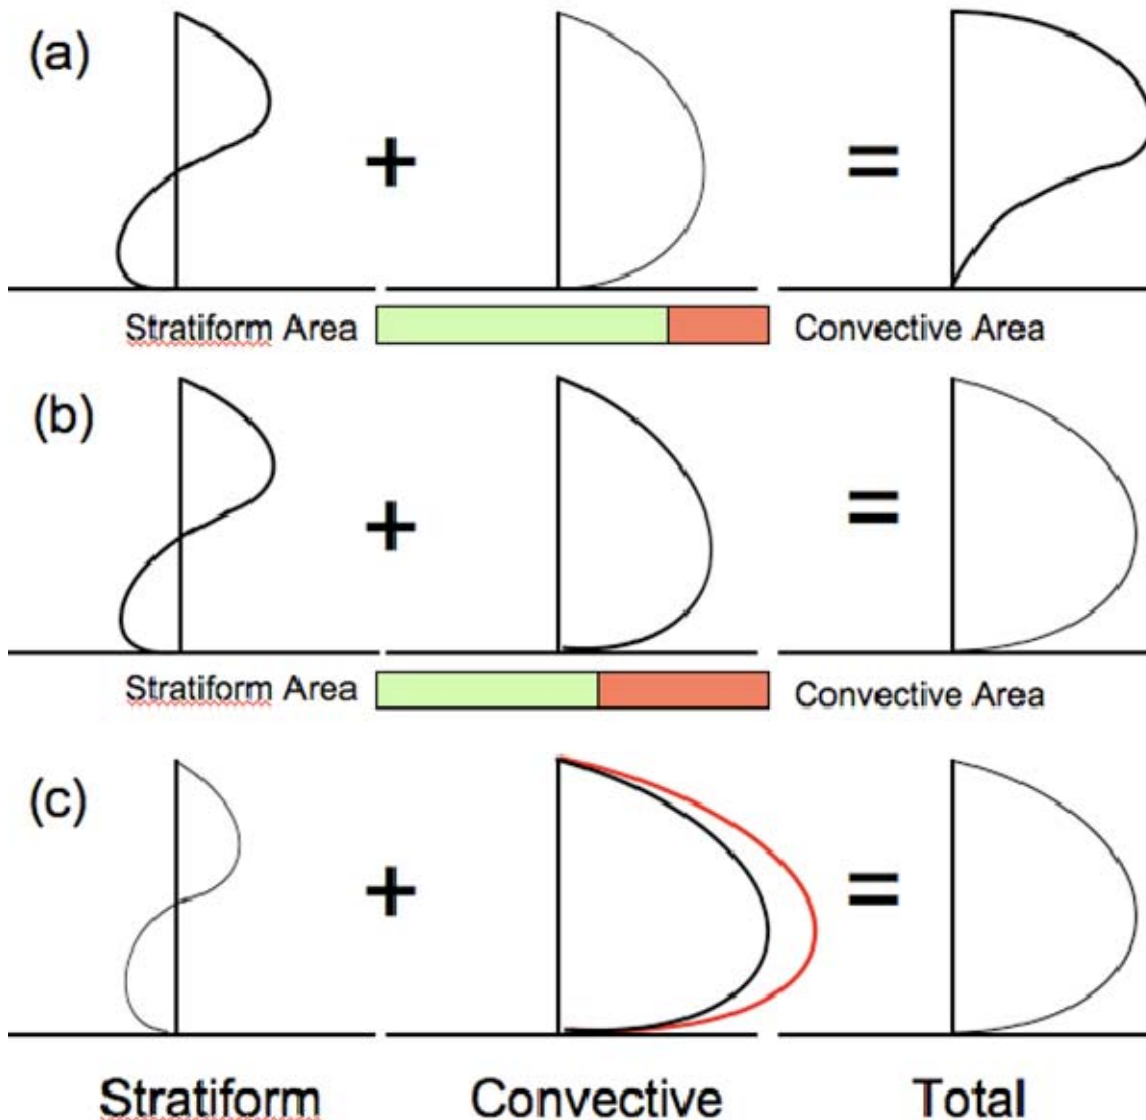 (a)
+
=
Stratiform Area
Convective Area
(b)
+
=
Stratiform Area
Convective Area
(c)
+
=
Stratiform
Convective
Total